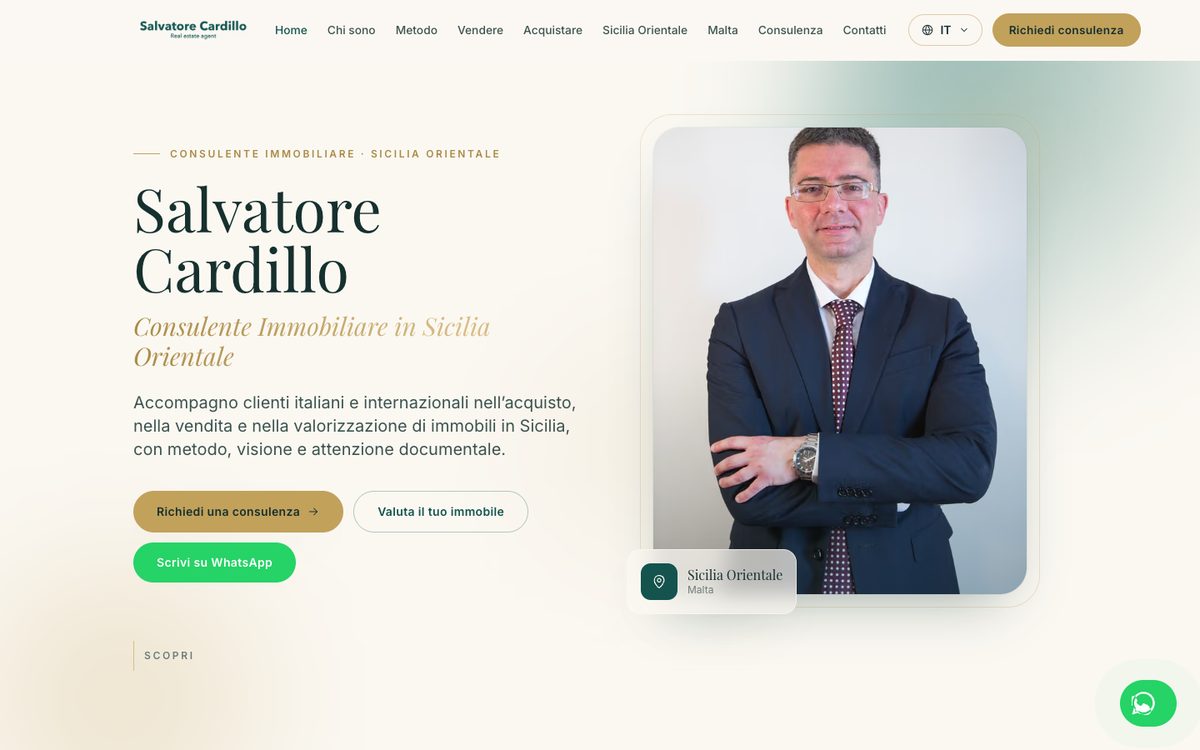 Salvatore Cardillo
Real estate agent
Home
Chi sono
Metodo
Vendere
Acquistare
Sicilia Orientale
Malta
Consulenza
Contatti
IT
Richiedi consulenza
CONSULENTE IMMOBILIARE · SICILIA ORIENTALE
Salvatore
Cardillo
Consulente Immobiliare in Sicilia
Orientale
Accompagno clienti italiani e internazionali nell’acquisto,
nella vendita e nella valorizzazione di immobili in Sicilia,
con metodo, visione e attenzione documentale.
Richiedi una consulenza →
Valuta il tuo immobile
Scrivi su WhatsApp
Sicilia Orientale
Malta
SCOPRI